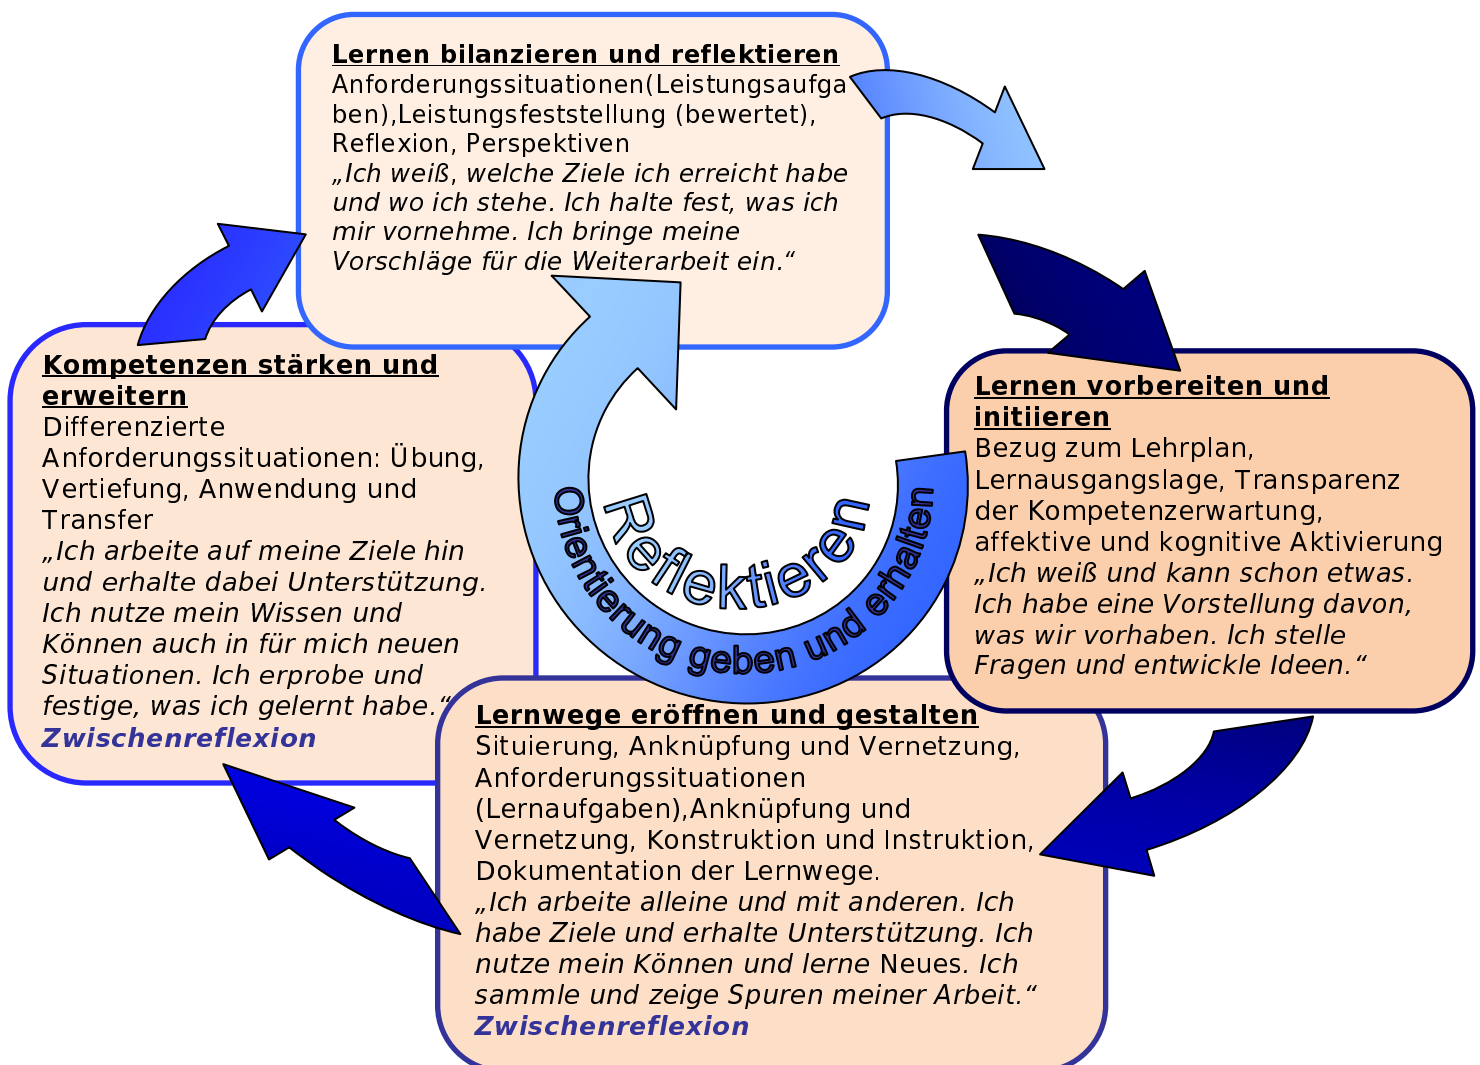 Lernen bilanzieren und reflektieren
Anforderungssituationen(Leistungsaufga
ben),Leistungsfeststellung (bewertet),
Reflexion, Perspektiven
„Ich weiß, welche Ziele ich erreicht habe
und wo ich stehe. Ich halte fest, was ich
mir vornehme. Ich bringe meine
Vorschläge für die Weiterarbeit ein.“
Kompetenzen stärken und
erweitern
Differenzierte
Anforderungssituationen: Übung,
Vertiefung, Anwendung und
Transfer
„Ich arbeite auf meine Ziele hin
und erhalte dabei Unterstützung.
Ich nutze mein Wissen und
Können auch in für mich neuen
Situationen. Ich erprobe und
festige, was ich gelernt habe.“
Zwischenreflexion
Reflektieren
Orientierung geben und erhalten
Lernen vorbereiten und
initiieren
Bezug zum Lehrplan,
Lernausgangslage, Transparenz
der Kompetenzerwartung,
affektive und kognitive Aktivierung
„Ich weiß und kann schon etwas.
Ich habe eine Vorstellung davon,
was wir vorhaben. Ich stelle
Fragen und entwickle Ideen.“
Lernwege eröffnen und gestalten
Situierung, Anknüpfung und Vernetzung,
Anforderungssituationen
(Lernaufgaben),Anknüpfung und
Vernetzung, Konstruktion und Instruktion,
Dokumentation der Lernwege.
„Ich arbeite alleine und mit anderen. Ich
habe Ziele und erhalte Unterstützung. Ich
nutze mein Können und lerne Neues. Ich
sammle und zeige Spuren meiner Arbeit.“
Zwischenreflexion